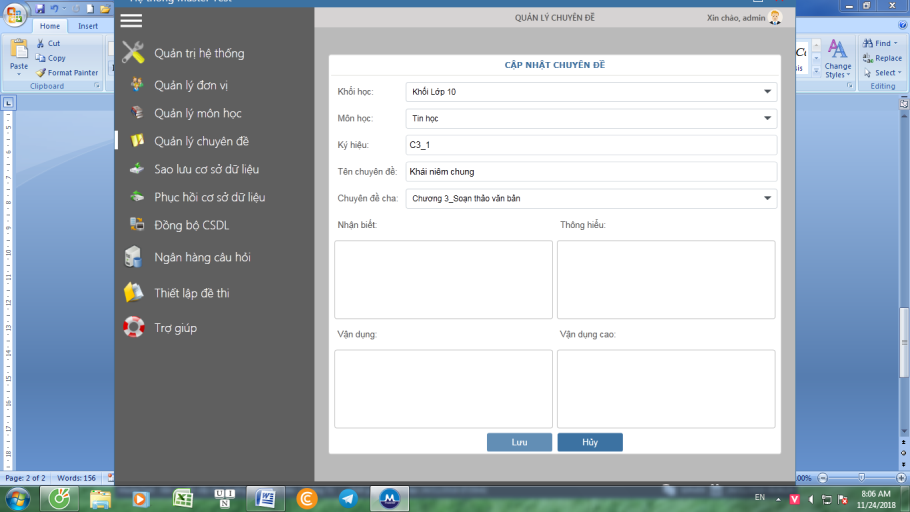 Home
Insert
Cut
Copy
Format Painter
Paste
Clipboard
QUẢN LÝ CHUYÊN ĐỀ
Xin chào, admin
Quản trị hệ thống
Quản lý đơn vị
Quản lý môn học
Quản lý chuyên đề
Sao lưu cơ sở dữ liệu
Phục hồi cơ sở dữ liệu
Đồng bộ CSDL
Ngân hàng câu hỏi
Thiết lập đề thi
Trợ giúp
CẬP NHẬT CHUYÊN ĐỀ
Khối học: Khối Lớp 10
Môn học: Tin học
Ký hiệu: C3_1
Tên chuyên đề: Khái niêm chung
Chuyên đề cha: Chương 3_Soạn thảo văn bản
Nhận biết: Thông hiểu:
Vận dụng: Vận dụng cao:
Lưu Hủy
Change
Styles
Find
Replace
Select
Editing
Page: 2 of 2 Words: 156
EN
8:06 AM
11/24/2018